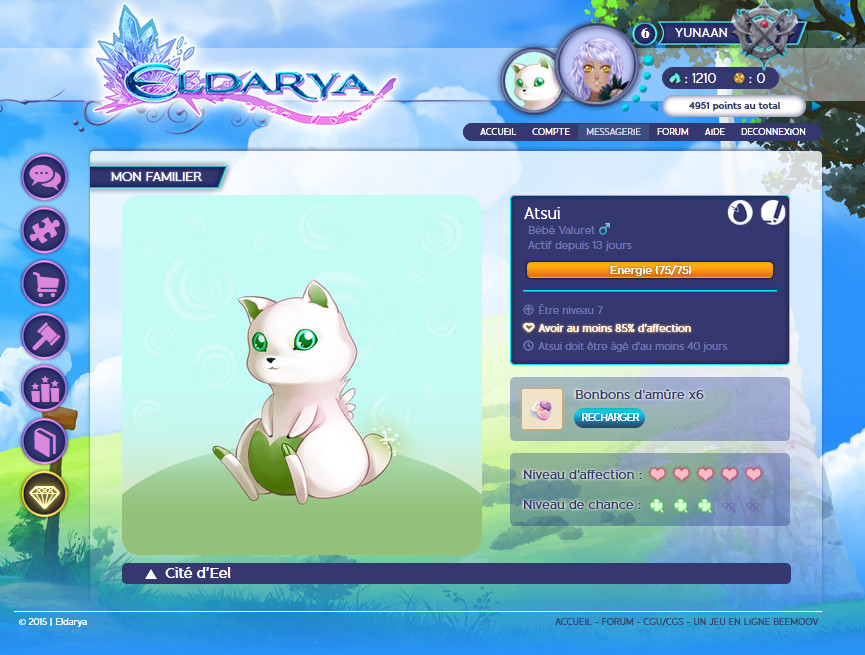 ELDARYA
6
YUNAAN
: 1210
: 0
4951 points au total
ACCUEIL COMPTE MESSAGERIE FORUM AIDE DECONNEXION
MON FAMILIER
Atsui
Bébé Valuret ♂
Actif depuis 13 jours
Energie (75/75)
Être niveau 7
Avoir au moins 85% d'affection
Atsui doit être âgé d'au moins 40 jours
Bonbons d'amûre x6
RECHARGER
Niveau d'affection :
Niveau de chance :
▲ Cité d'Eel
© 2015 | Eldarya
ACCUEIL - FORUM - CGU/CGS - UN JEU EN LIGNE BEEMOOV